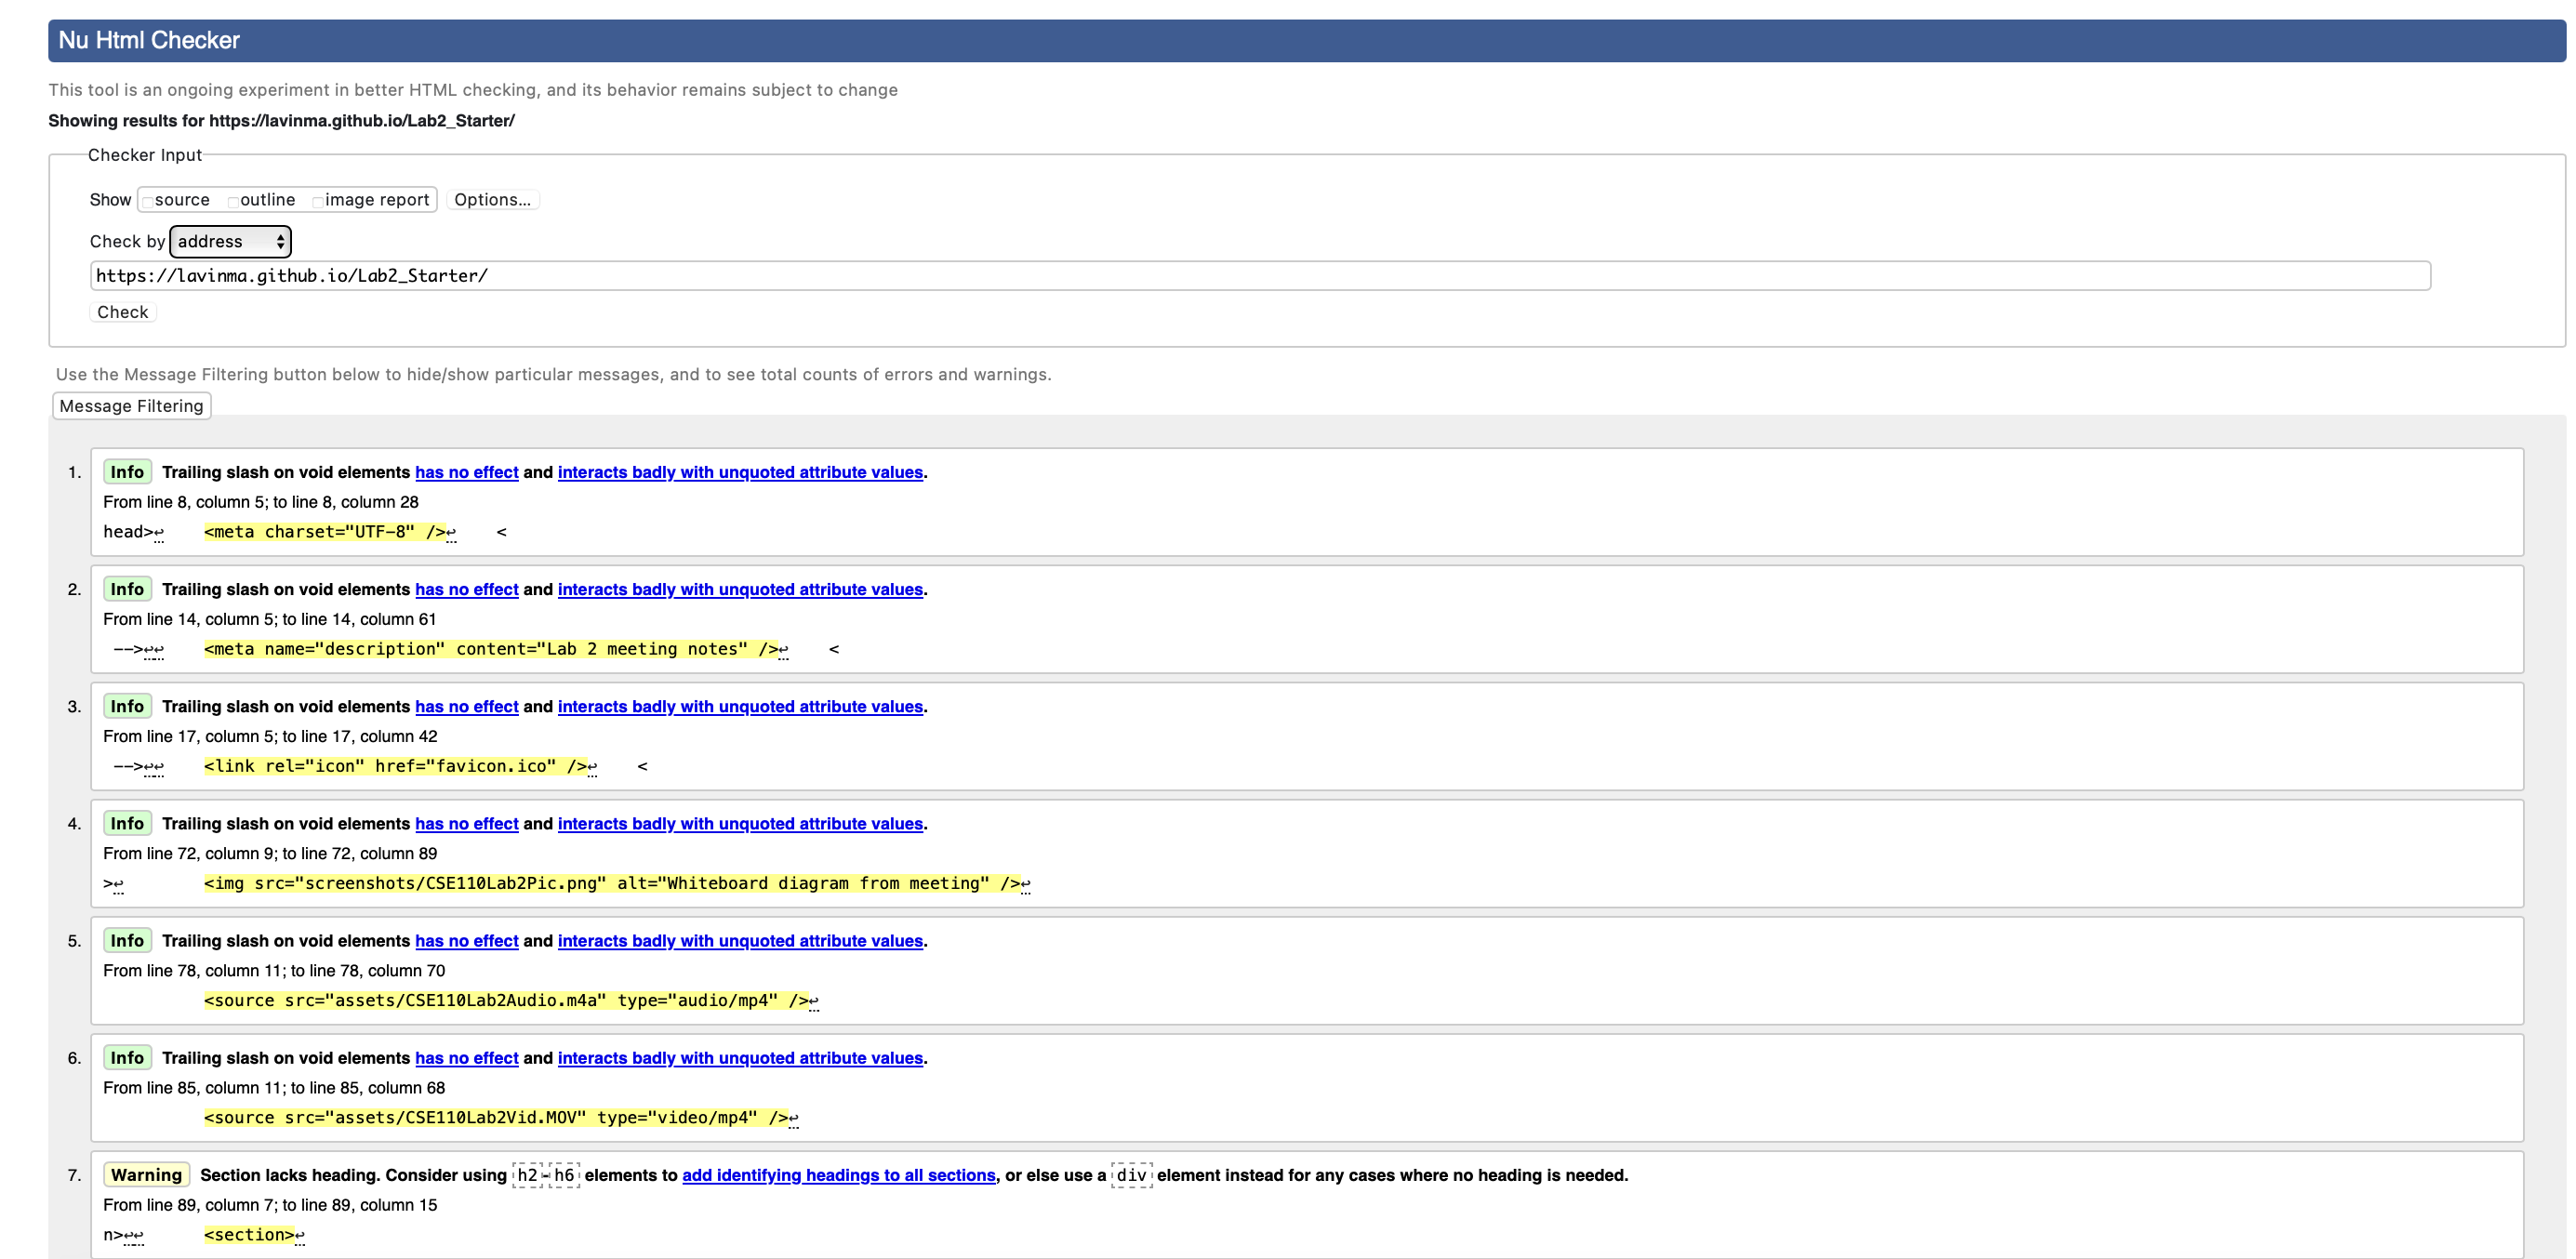 Nu Html Checker
This tool is an ongoing experiment in better HTML checking, and its behavior remains subject to change
Showing results for https://lavinma.github.io/Lab2_Starter/
Checker Input
Show source outline image report Options...
Check by address
https://lavinma.github.io/Lab2_Starter/
Check
Use the Message Filtering button below to hide/show particular messages, and to see total counts of errors and warnings.
Message Filtering
1. Info Trailing slash on void elements has no effect and interacts badly with unquoted attribute values.
From line 8, column 5; to line 8, column 28
head>↩ <meta charset="UTF-8" />↩ <
2. Info Trailing slash on void elements has no effect and interacts badly with unquoted attribute values.
From line 14, column 5; to line 14, column 61
-->↩↩ <meta name="description" content="Lab 2 meeting notes" />↩ <
3. Info Trailing slash on void elements has no effect and interacts badly with unquoted attribute values.
From line 17, column 5; to line 17, column 42
-->↩↩ <link rel="icon" href="favicon.ico" />↩ <
4. Info Trailing slash on void elements has no effect and interacts badly with unquoted attribute values.
From line 72, column 9; to line 72, column 89
>↩ <img src="screenshots/CSE110Lab2Pic.png" alt="Whiteboard diagram from meeting" />↩
5. Info Trailing slash on void elements has no effect and interacts badly with unquoted attribute values.
From line 78, column 11; to line 78, column 70
<source src="assets/CSE110Lab2Audio.m4a" type="audio/mp4" />↩
6. Info Trailing slash on void elements has no effect and interacts badly with unquoted attribute values.
From line 85, column 11; to line 85, column 68
<source src="assets/CSE110Lab2Vid.MOV" type="video/mp4" />↩
7. Warning Section lacks heading. Consider using h2-h6 elements to add identifying headings to all sections, or else use a div element instead for any cases where no heading is needed.
From line 89, column 7; to line 89, column 15
n>↩↩ <section>↩